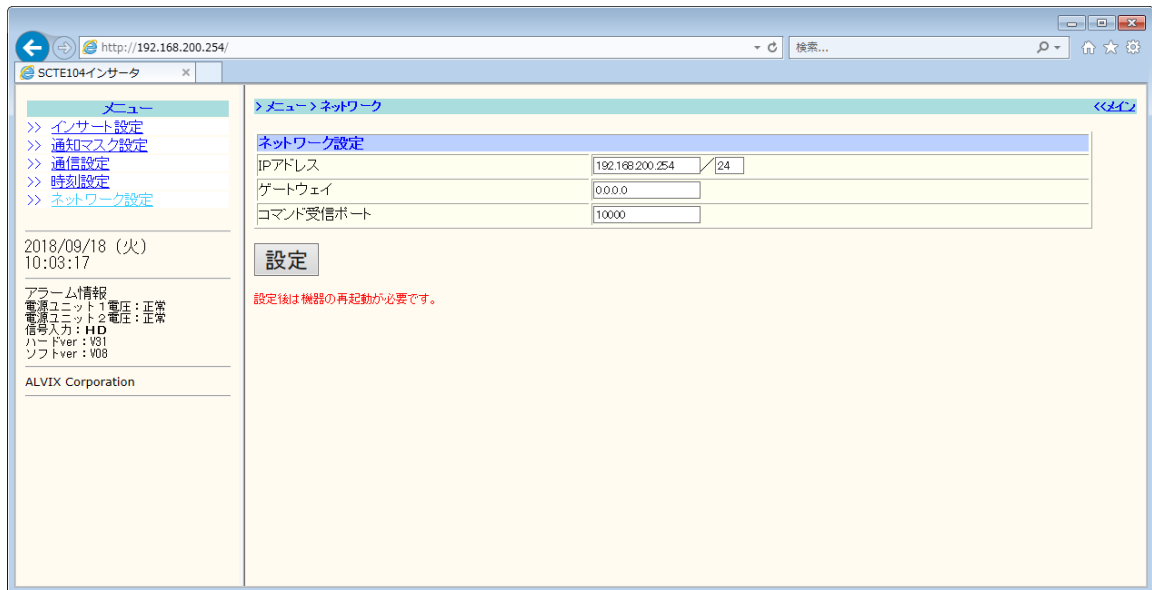 http://192.168.200.254/
検索...
SCTE104インサータ
メニュー
>> インサート設定
>> 通知マスク設定
>> 通信設定
>> 時刻設定
>> ネットワーク設定
2018/09/18 (火)
10:03:17
アラーム情報
電源ユニット1電圧:正常
電源ユニット2電圧:正常
信号入力:HD
ハードver:V31
ソフトver:V08
ALVIX Corporation
> メニュー > ネットワーク
<<メイン
ネットワーク設定
IPアドレス 192.168.200.254 / 24
ゲートウェイ 0.0.0.0
コマンド受信ポート 10000
設定
設定後は機器の再起動が必要です。